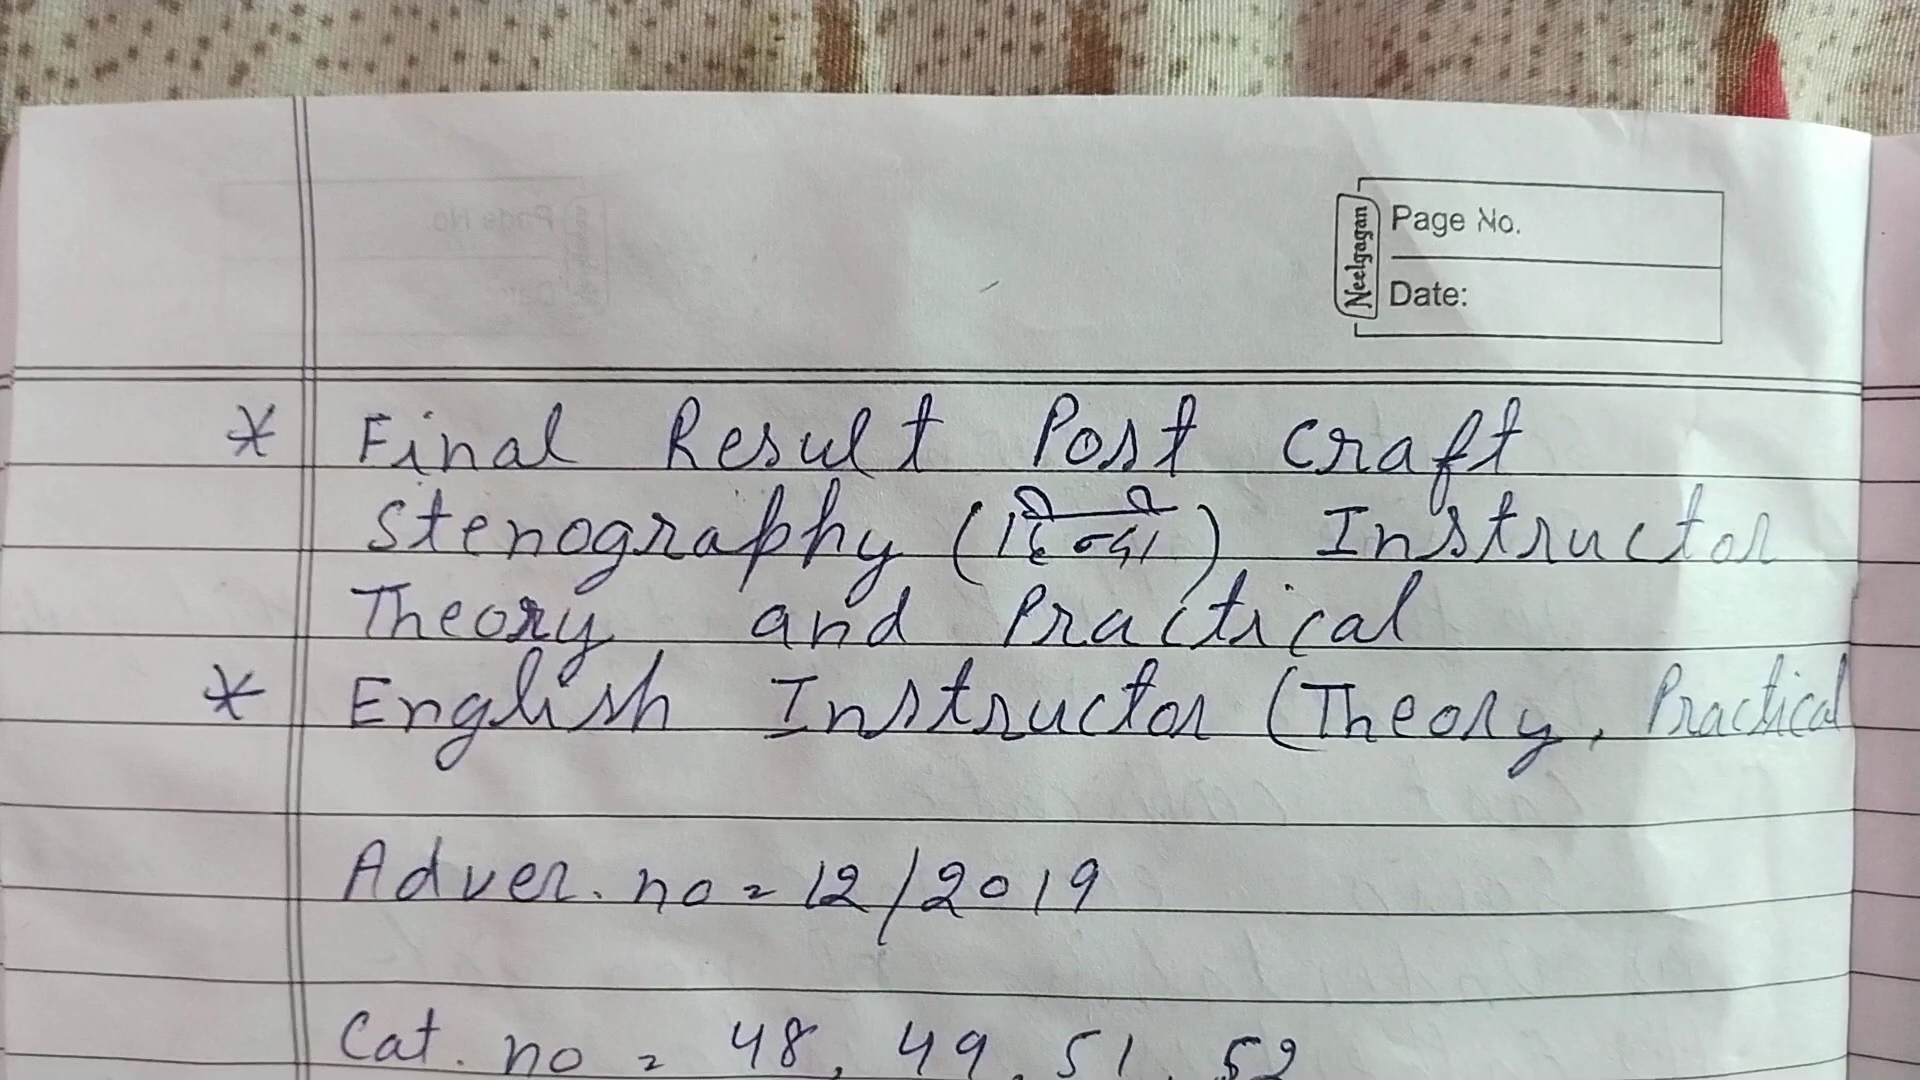 Neelgagan
Page No.
Date:
* Final Result Post craft
Stenography (हिन्दी) Instructor
Theory and Practical
* English Instructor (Theory, Practical
Adver. no = 12/2019
Cat. no = 48, 49, 51, 52